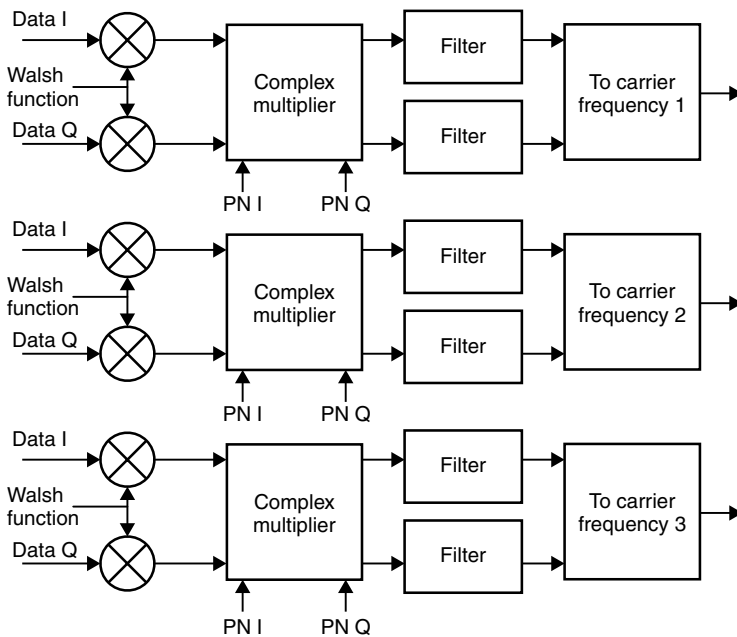 Data I
Walsh
function
Data Q
Complex
multiplier
PN I
PN Q
Filter
Filter
To carrier
frequency 1
Data I
Walsh
function
Data Q
Complex
multiplier
PN I
PN Q
Filter
Filter
To carrier
frequency 2
Data I
Walsh
function
Data Q
Complex
multiplier
PN I
PN Q
Filter
Filter
To carrier
frequency 3